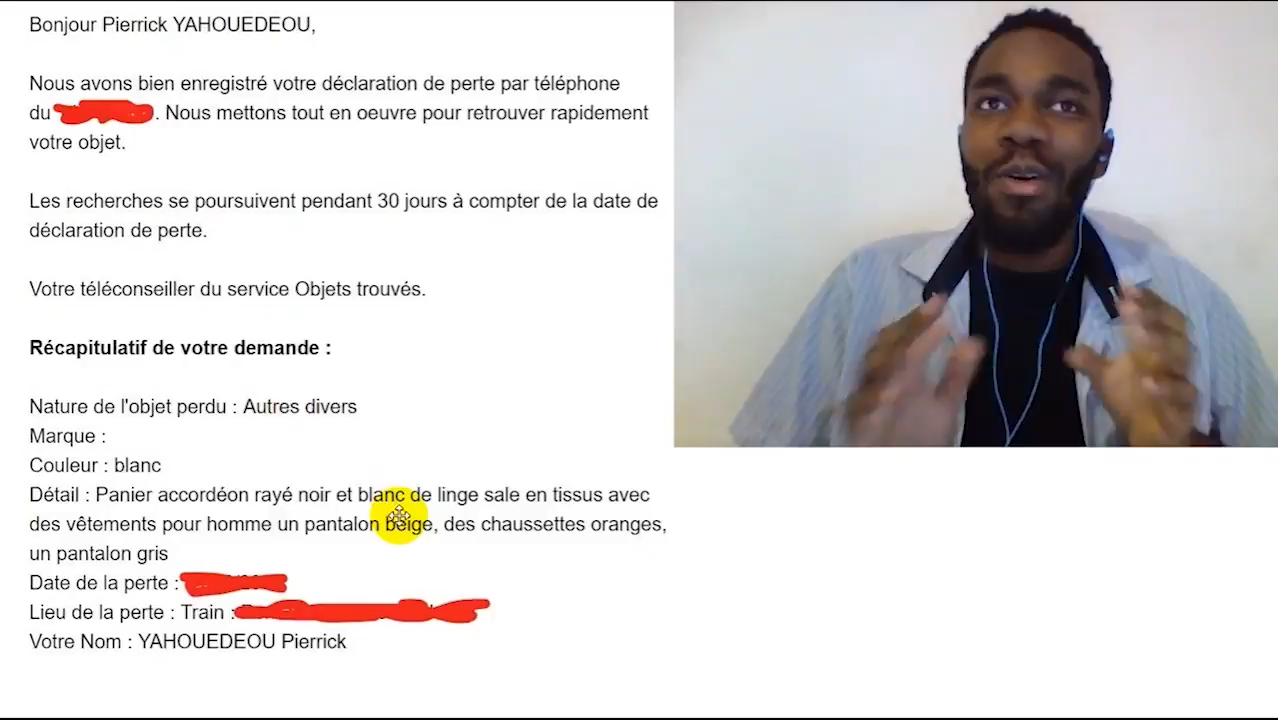 Bonjour Pierrick YAHOUEDEOU,
Nous avons bien enregistré votre déclaration de perte par téléphone
du . Nous mettons tout en oeuvre pour retrouver rapidement
votre objet.
Les recherches se poursuivent pendant 30 jours à compter de la date de
déclaration de perte.
Votre téléconseiller du service Objets trouvés.
Récapitulatif de votre demande :
Nature de l'objet perdu : Autres divers
Marque :
Couleur : blanc
Détail : Panier accordéon rayé noir et blanc de linge sale en tissus avec
des vêtements pour homme un pantalon beige, des chaussettes oranges,
un pantalon gris
Date de la perte :
Lieu de la perte : Train :
Votre Nom : YAHOUEDEOU Pierrick